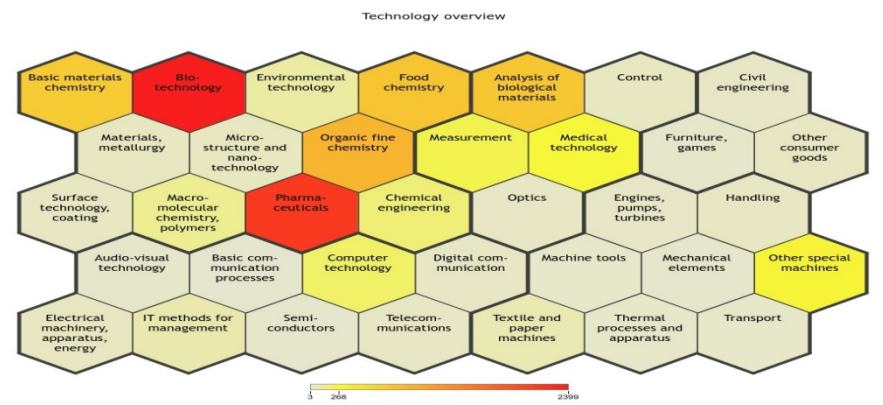 Technology overview
Basic materials
chemistry
Bio-
technology
Environmental
technology
Food
chemistry
Analysis of
biological
materials
Control
Civil
engineering
Materials,
metallurgy
Micro-
structure and
nano-
technology
Organic fine
chemistry
Measurement
Medical
technology
Furniture,
games
Other
consumer
goods
Surface
technology,
coating
Macro-
molecular
chemistry,
polymers
Pharma-
ceuticals
Chemical
engineering
Optics
Engines,
pumps,
turbines
Handling
Audio-visual
technology
Basic com-
munication
processes
Computer
technology
Digital com-
munication
Machine tools
Mechanical
elements
Other special
machines
Electrical
machinery,
apparatus,
energy
IT methods for
management
Semi-
conductors
Telecom-
munications
Textile and
paper
machines
Thermal
processes and
apparatus
Transport
3 268 2399